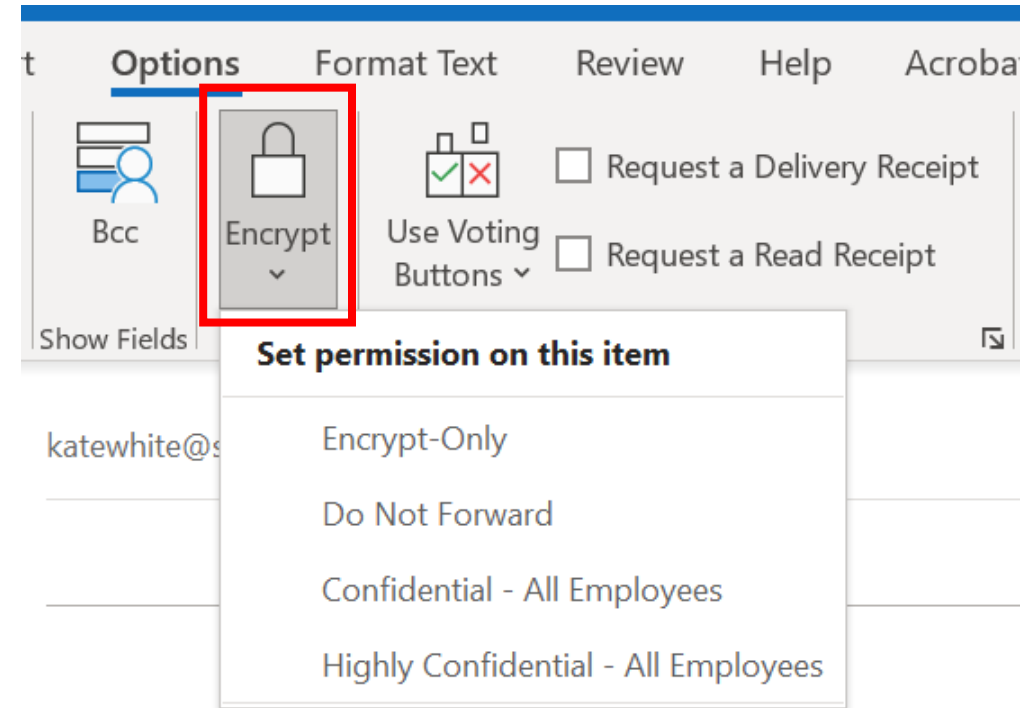 Options Format Text Review Help
Bcc
Encrypt
Use Voting
Buttons
Request a Delivery Receipt
Request a Read Receipt
Show Fields
Set permission on this item
katewhite@s
Encrypt-Only
Do Not Forward
Confidential - All Employees
Highly Confidential - All Employees